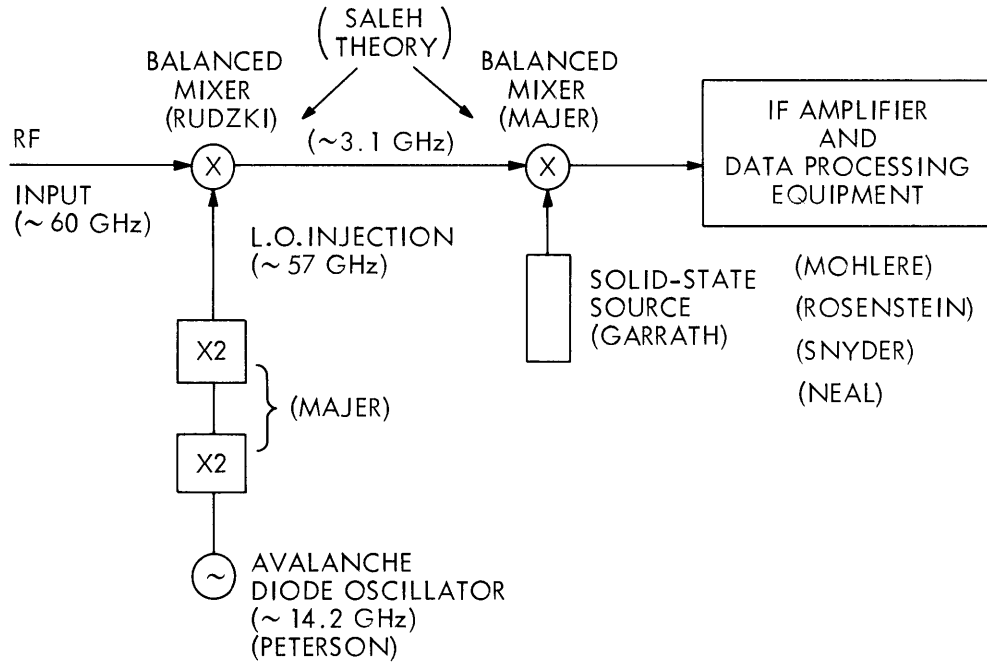 (SALEH
THEORY)
BALANCED
MIXER
(RUDZKI)
BALANCED
MIXER
(MAJER)
IF AMPLIFIER
AND
DATA PROCESSING
EQUIPMENT
RF
INPUT
(~ 60 GHz)
X
(~3.1 GHz)
X
L.O. INJECTION
(~ 57 GHz)
SOLID-STATE
SOURCE
(GARRATH)
(MOHLERE)
(ROSENSTEIN)
(SNYDER)
(NEAL)
X2
(MAJER)
X2
~
AVALANCHE
DIODE OSCILLATOR
(~ 14.2 GHz)
(PETERSON)